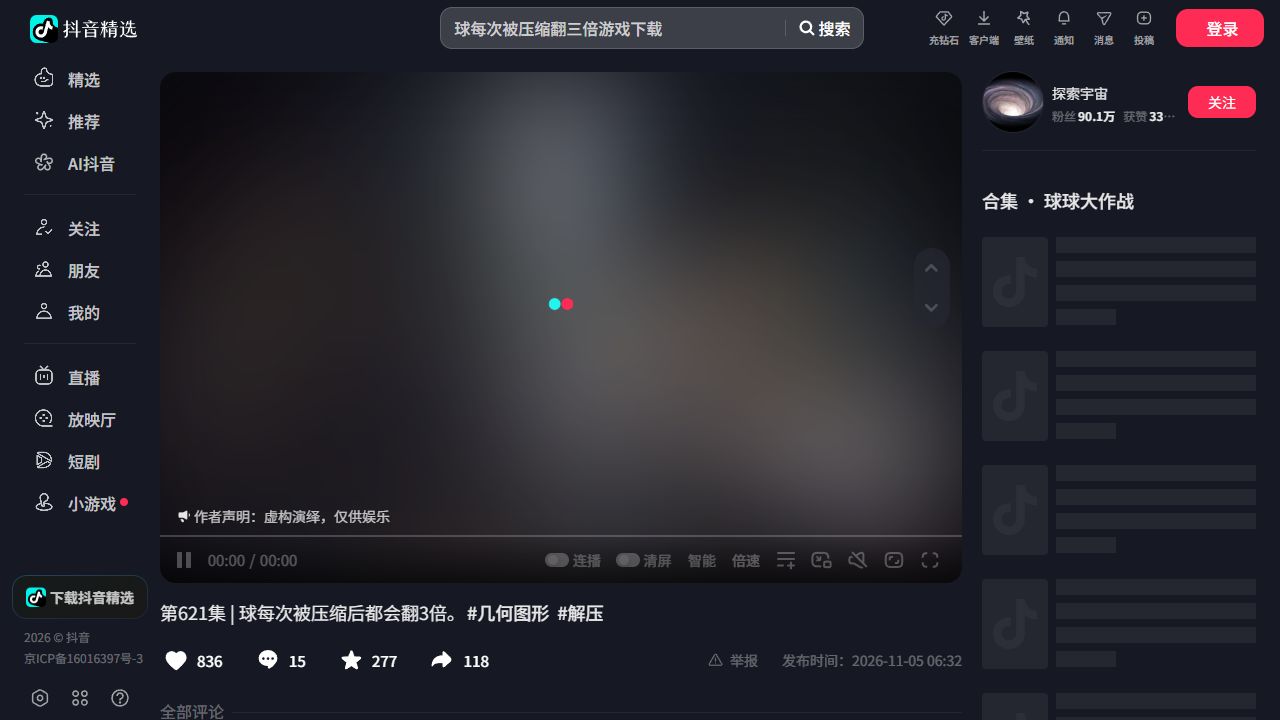 抖音精选
球每次被压缩翻三倍游戏下载
搜索
充钻石
客户端
壁纸
通知
消息
投稿
登录
精选
推荐
AI抖音
关注
朋友
我的
直播
放映厅
短剧
小游戏
下载抖音精选
2026 © 抖音
京ICP备16016397号-3
作者声明：虚构演绎，仅供娱乐
00:00 / 00:00
连播
清屏
智能
倍速
第621集 | 球每次被压缩后都会翻3倍。 #几何图形 #解压
836
15
277
118
举报
发布时间：2026-11-05 06:32
全部评论
探索宇宙
粉丝 90.1万 获赞 33···
关注
合集 · 球球大作战